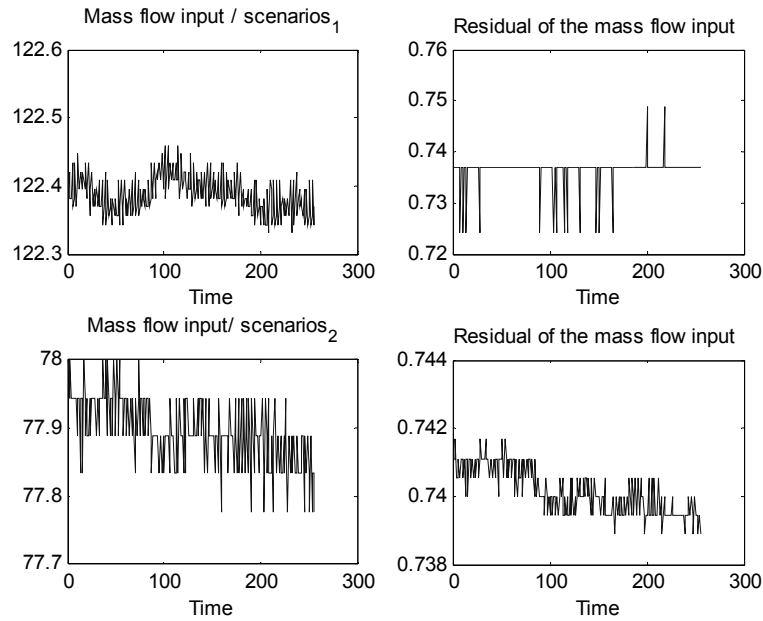 Mass flow input / scenarios1
122.6
122.5
122.4
122.3
0 100 200 300
Time
Residual of the mass flow input
0.76
0.75
0.74
0.73
0.72
0 100 200 300
Time
Mass flow input/ scenarios2
78
77.9
77.8
77.7
0 100 200 300
Time
Residual of the mass flow input
0.744
0.742
0.74
0.738
0 100 200 300
Time